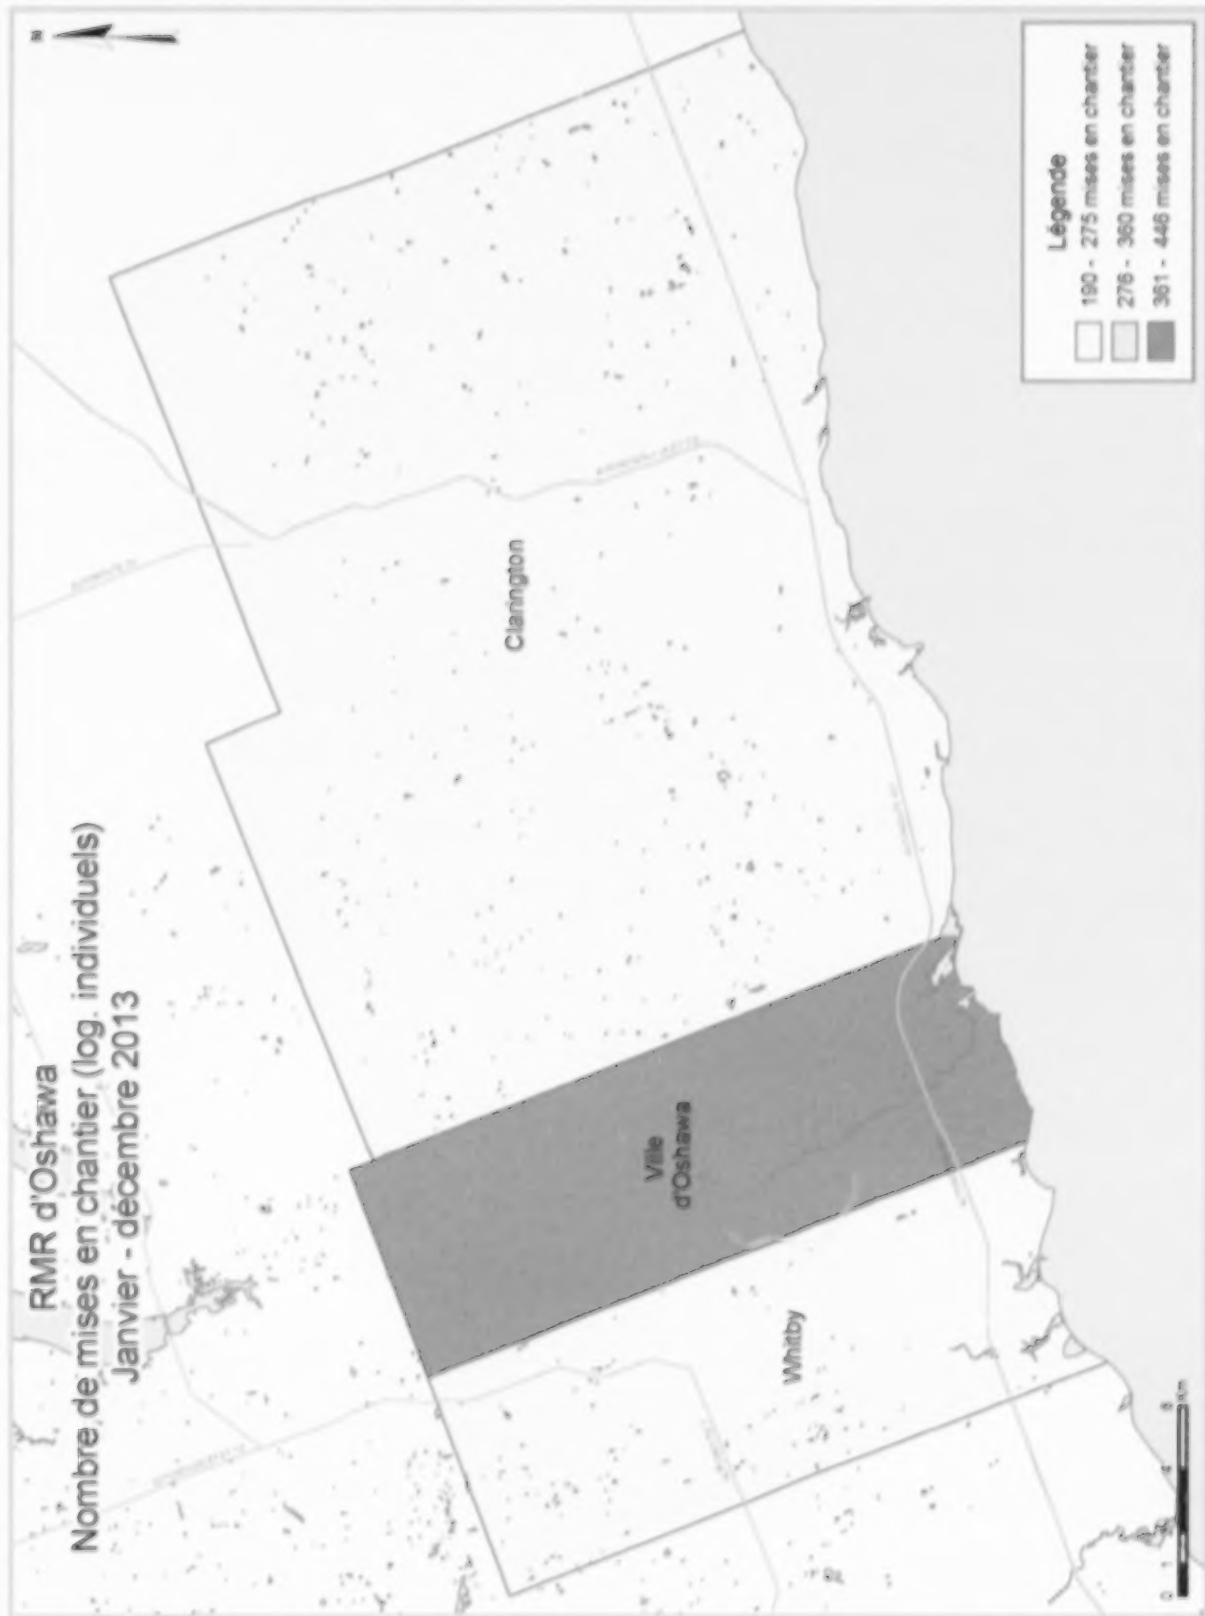 RMR d'Oshawa
Nombre de mises en chantier (log. individuels)
Janvier - décembre 2013
N
Clarington
Ville
d'Oshawa
Whitby
Légende
190 - 275 mises en chantier
276 - 360 mises en chantier
361 - 446 mises en chantier